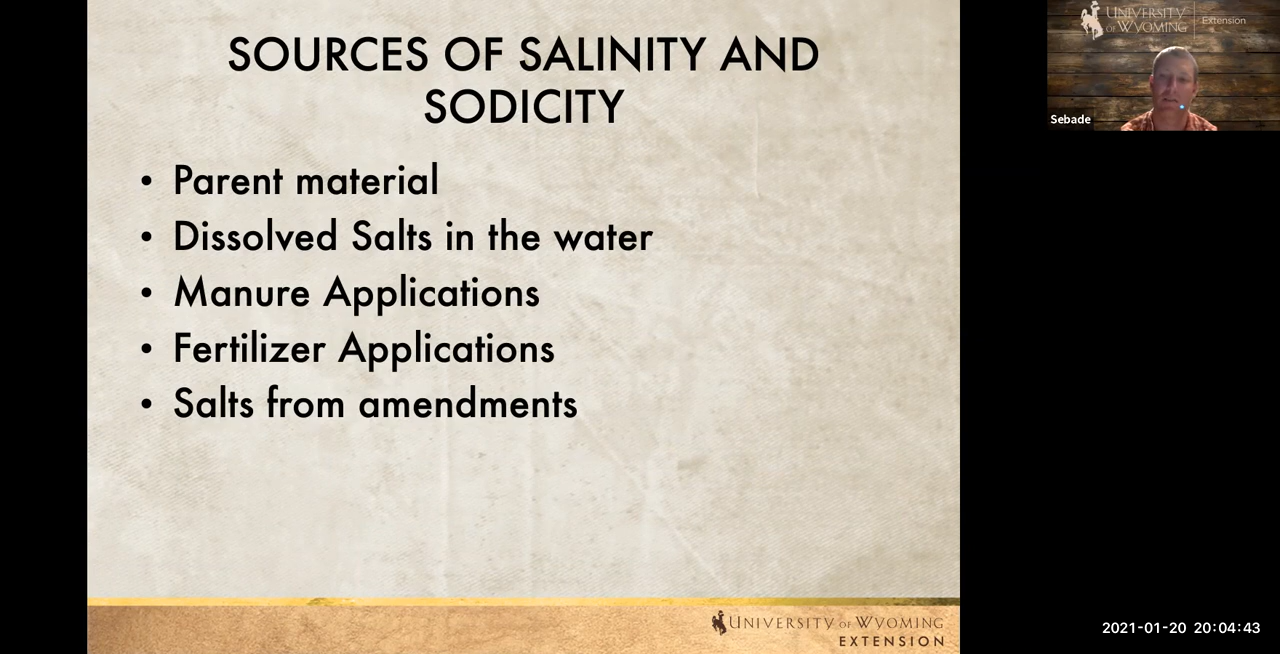 SOURCES OF SALINITY AND
SODICITY
• Parent material
• Dissolved Salts in the water
• Manure Applications
• Fertilizer Applications
• Salts from amendments
UNIVERSITY OF WYOMING
EXTENSION
UNIVERSITY
OF WYOMING
Extension
Sebade
2021-01-20 20:04:43